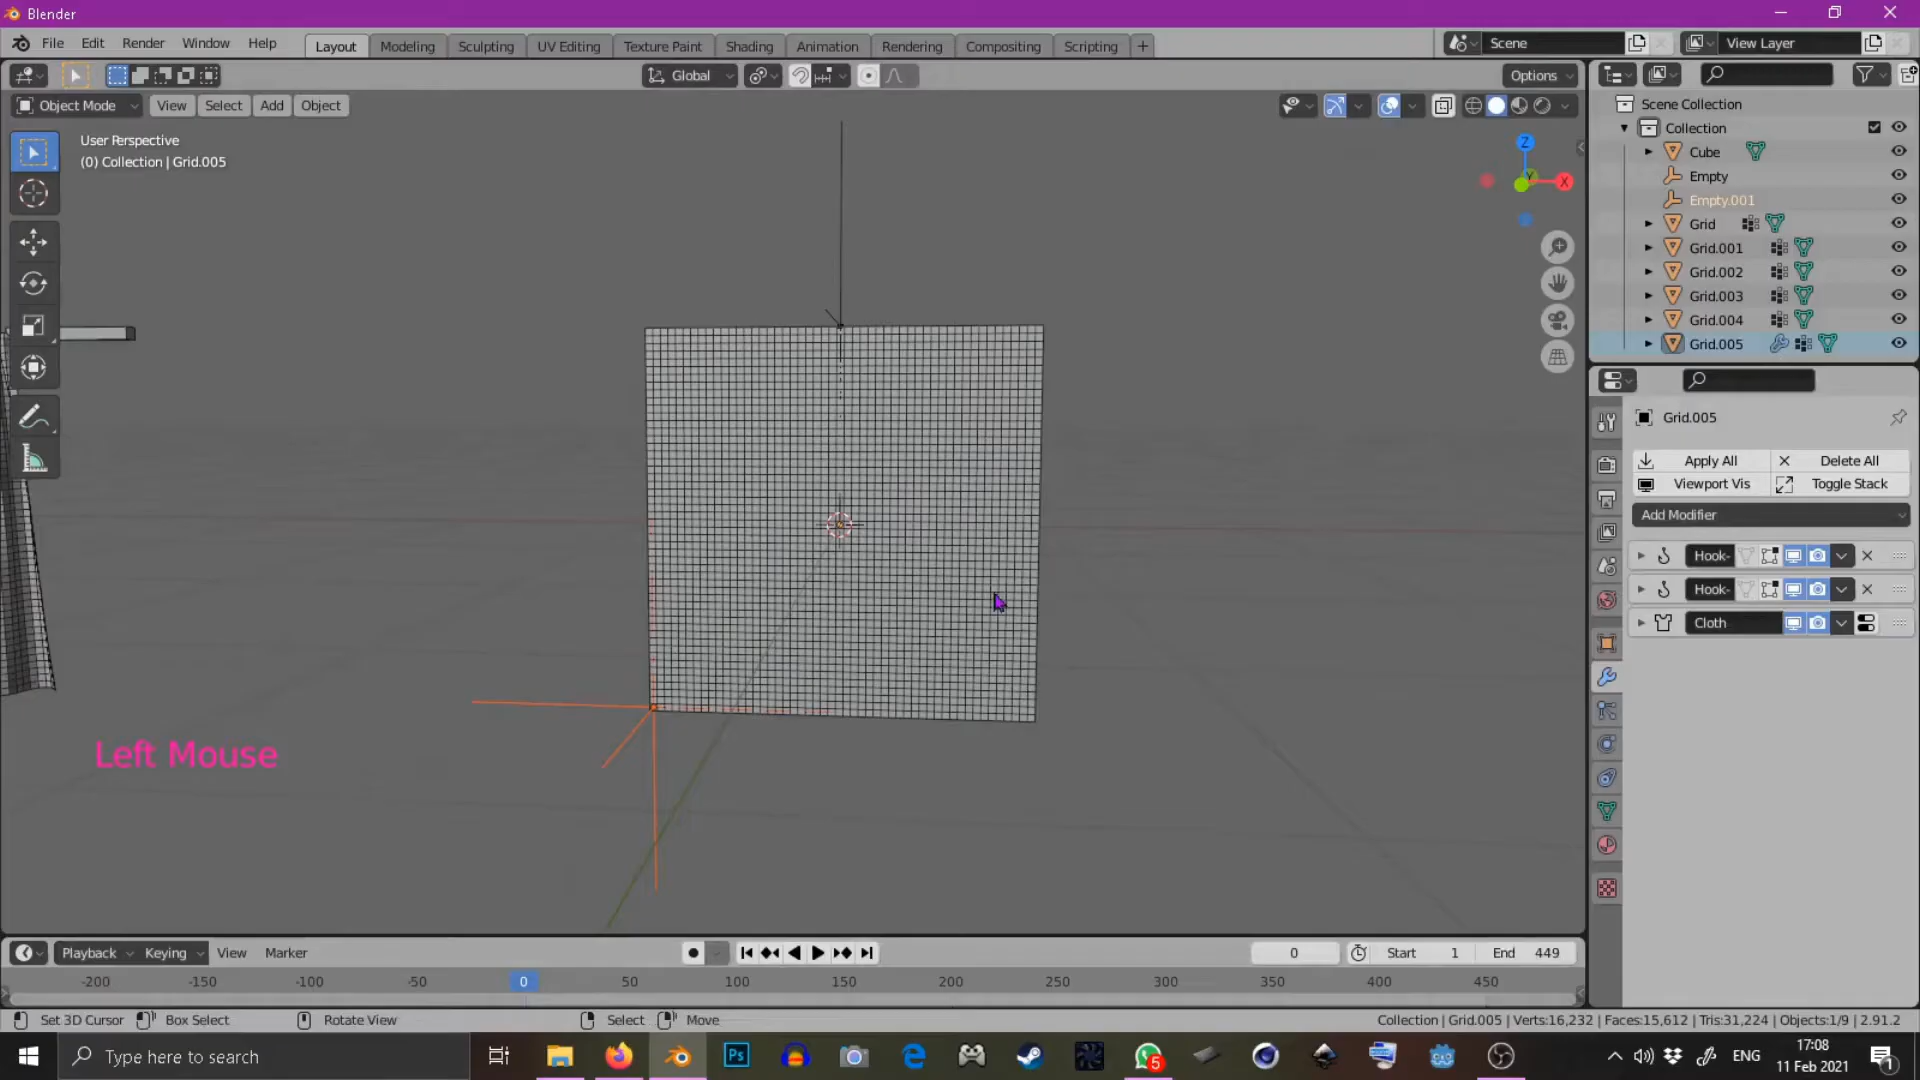 Blender
File Edit Render Window Help Layout Modeling Sculpting UV Editing Texture Paint Shading Animation Rendering Compositing Scripting + Scene View Layer
Global Options
Object Mode View Select Add Object
User Perspective
(0) Collection | Grid.005
Z
Y
X
Scene Collection
Collection
Cube
Empty
Empty.001
Grid
Grid.001
Grid.002
Grid.003
Grid.004
Grid.005
Grid.005
Apply All Delete All
Viewport Vis Toggle Stack
Add Modifier
Hook-
Hook-
Cloth
Left Mouse
Playback Keying View Marker 0 Start 1 End 449
-200 -150 -100 -50 0 50 100 150 200 250 300 350 400 450
Set 3D Cursor Box Select Rotate View Select Move Collection | Grid.005 | Verts:16,232 | Faces:15,612 | Tris:31,224 | Objects:1/9 | 2.91.2
Type here to search Ps 5 ENG 17:08
11 Feb 2021 1